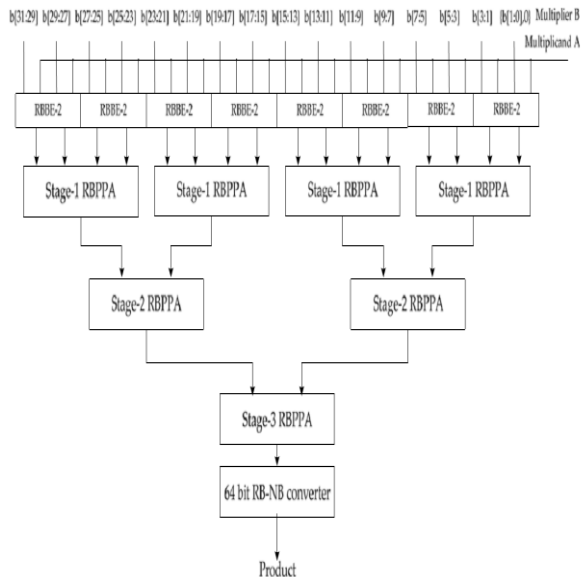 b[31:29] b[29:27] b[27:25] b[25:23] b[23:21] b[21:19] b[19:17] b[17:15] b[15:13] b[13:11] b[11:9] b[9:7] b[7:5] b[5:3] b[3:1] {b[1:0],0} Multiplier B
Multiplicand A
RBBE-2 RBBE-2 RBBE-2 RBBE-2 RBBE-2 RBBE-2 RBBE-2 RBBE-2
Stage-1 RBPPA Stage-1 RBPPA Stage-1 RBPPA Stage-1 RBPPA
Stage-2 RBPPA Stage-2 RBPPA
Stage-3 RBPPA
64 bit RB-NB converter
Product